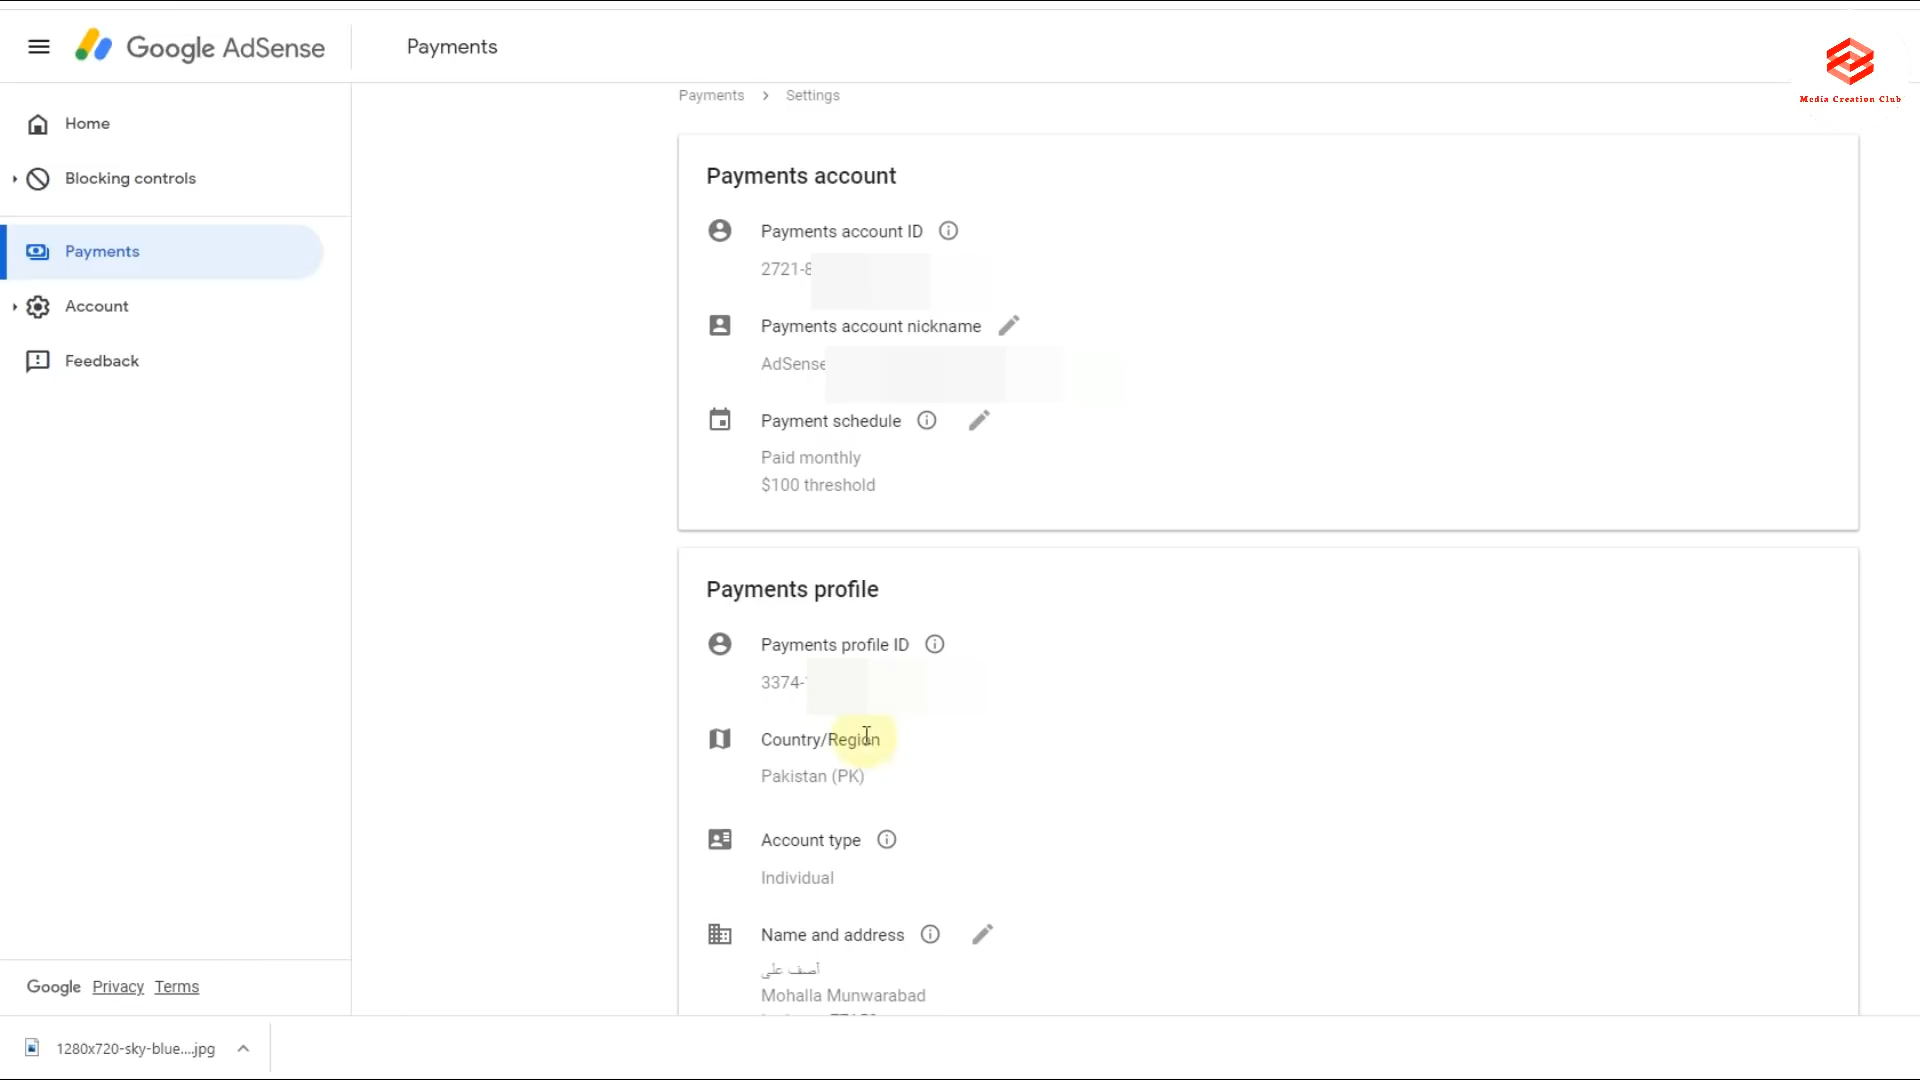 Google AdSense
Payments
Media Creation Club
Home
Blocking controls
Payments
Account
Feedback
Google Privacy Terms
Payments > Settings
Payments account
Payments account ID
2721-8
Payments account nickname
AdSense
Payment schedule
Paid monthly
$100 threshold
Payments profile
Payments profile ID
3374-
Country/Region
Pakistan (PK)
Account type
Individual
Name and address
آصف علی
Mohalla Munwarabad
1280x720-sky-blue....jpg